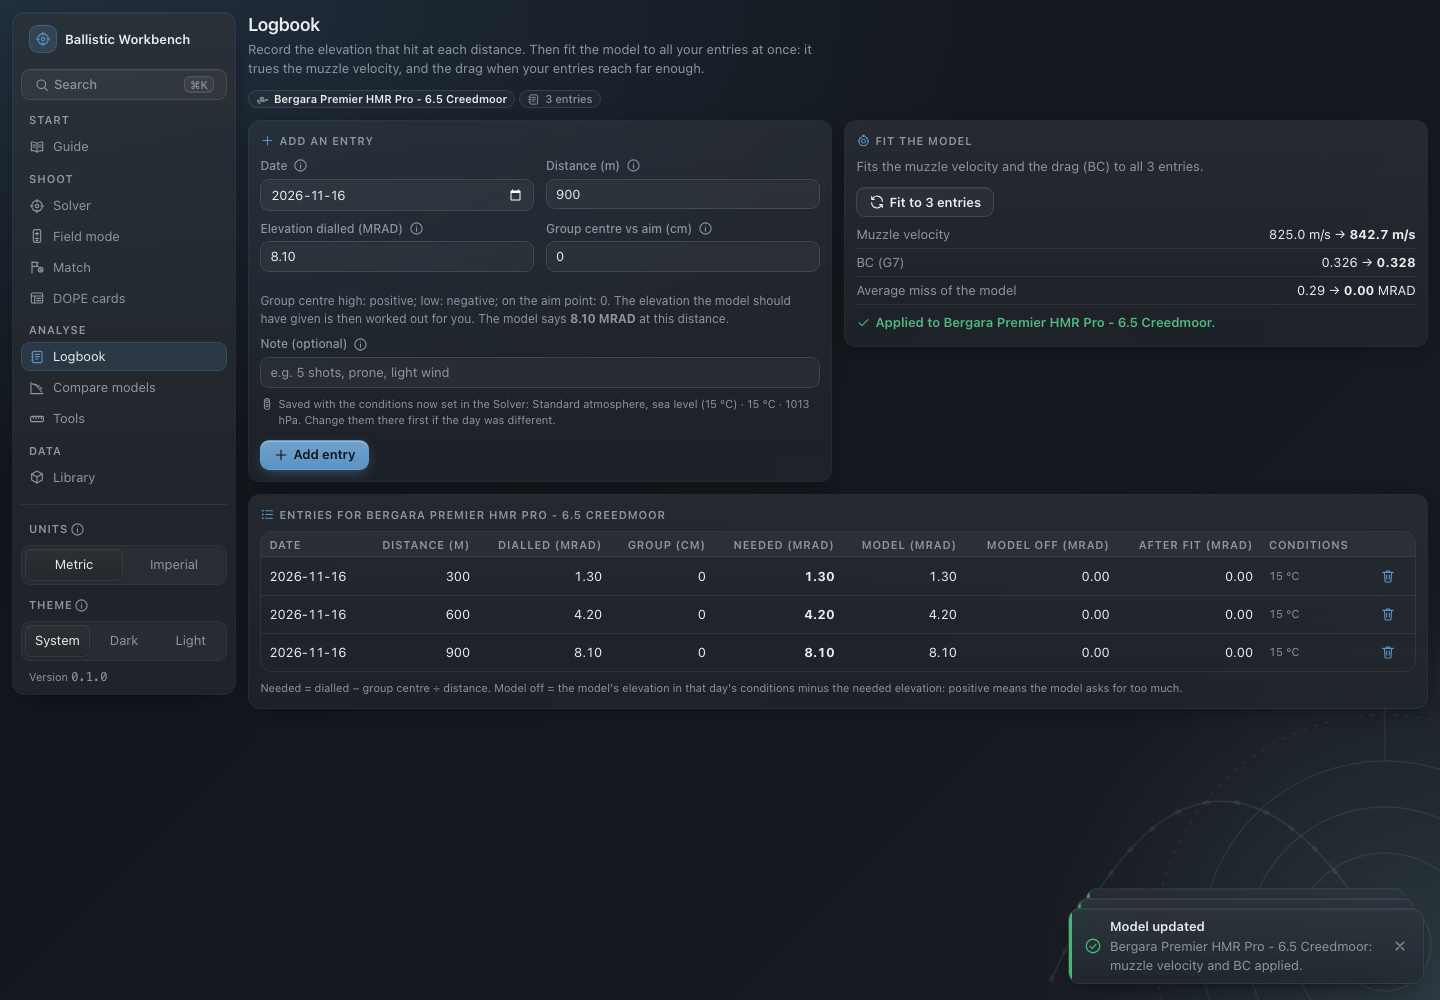 Ballistic Workbench
Search
⌘K
START
Guide
SHOOT
Solver
Field mode
Match
DOPE cards
ANALYSE
Logbook
Compare models
Tools
DATA
Library
UNITS
Metric
Imperial
THEME
System
Dark
Light
Version 0.1.0
Logbook
Record the elevation that hit at each distance. Then fit the model to all your entries at once: it
trues the muzzle velocity, and the drag when your entries reach far enough.
Bergara Premier HMR Pro - 6.5 Creedmoor
3 entries
ADD AN ENTRY
Date
Distance (m)
2026-11-16
900
Elevation dialled (MRAD)
Group centre vs aim (cm)
8.10
0
Group centre high: positive; low: negative; on the aim point: 0. The elevation the model should
have given is then worked out for you. The model says 8.10 MRAD at this distance.
Note (optional)
e.g. 5 shots, prone, light wind
Saved with the conditions now set in the Solver: Standard atmosphere, sea level (15 °C) · 15 °C · 1013
hPa. Change them there first if the day was different.
Add entry
FIT THE MODEL
Fits the muzzle velocity and the drag (BC) to all 3 entries.
Fit to 3 entries
Muzzle velocity 825.0 m/s → 842.7 m/s
BC (G7) 0.326 → 0.328
Average miss of the model 0.29 → 0.00 MRAD
Applied to Bergara Premier HMR Pro - 6.5 Creedmoor.
ENTRIES FOR BERGARA PREMIER HMR PRO - 6.5 CREEDMOOR
DATE DISTANCE (M) DIALLED (MRAD) GROUP (CM) NEEDED (MRAD) MODEL (MRAD) MODEL OFF (MRAD) AFTER FIT (MRAD) CONDITIONS
2026-11-16 300 1.30 0 1.30 1.30 0.00 0.00 15 °C
2026-11-16 600 4.20 0 4.20 4.20 0.00 0.00 15 °C
2026-11-16 900 8.10 0 8.10 8.10 0.00 0.00 15 °C
Needed = dialled − group centre ÷ distance. Model off = the model's elevation in that day's conditions minus the needed elevation: positive means the model asks for too much.
Model updated
Bergara Premier HMR Pro - 6.5 Creedmoor:
muzzle velocity and BC applied.